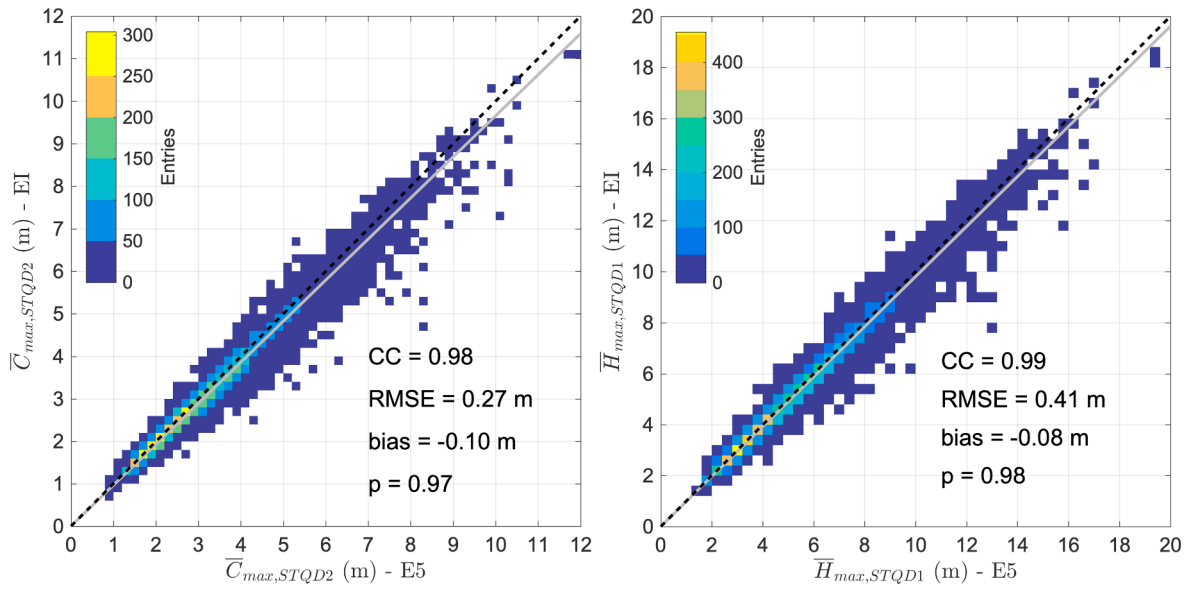 12
11
10
9
8
7
6
5
4
3
2
1
0
C̅max,STQD2 (m) - EI
300
250
200
150
100
50
0
Entries
CC = 0.98
RMSE = 0.27 m
bias = -0.10 m
p = 0.97
0 1 2 3 4 5 6 7 8 9 10 11 12
C̅max,STQD2 (m) - E5
20
18
16
14
12
10
8
6
4
2
0
H̅max,STQD1 (m) - EI
400
300
200
100
0
Entries
CC = 0.99
RMSE = 0.41 m
bias = -0.08 m
p = 0.98
0 2 4 6 8 10 12 14 16 18 20
H̅max,STQD1 (m) - E5